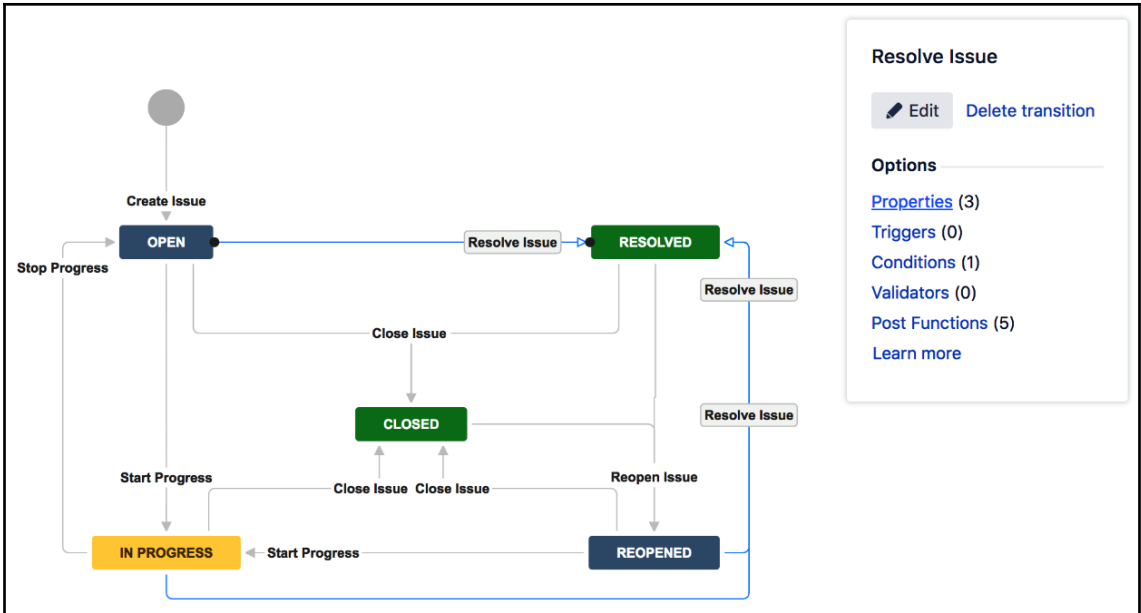 Create Issue
OPEN
Resolve Issue
RESOLVED
Stop Progress
Resolve Issue
Close Issue
CLOSED
Resolve Issue
Start Progress
Reopen Issue
Close Issue
Close Issue
IN PROGRESS
Start Progress
REOPENED
Resolve Issue
Edit
Delete transition
Options
Properties (3)
Triggers (0)
Conditions (1)
Validators (0)
Post Functions (5)
Learn more